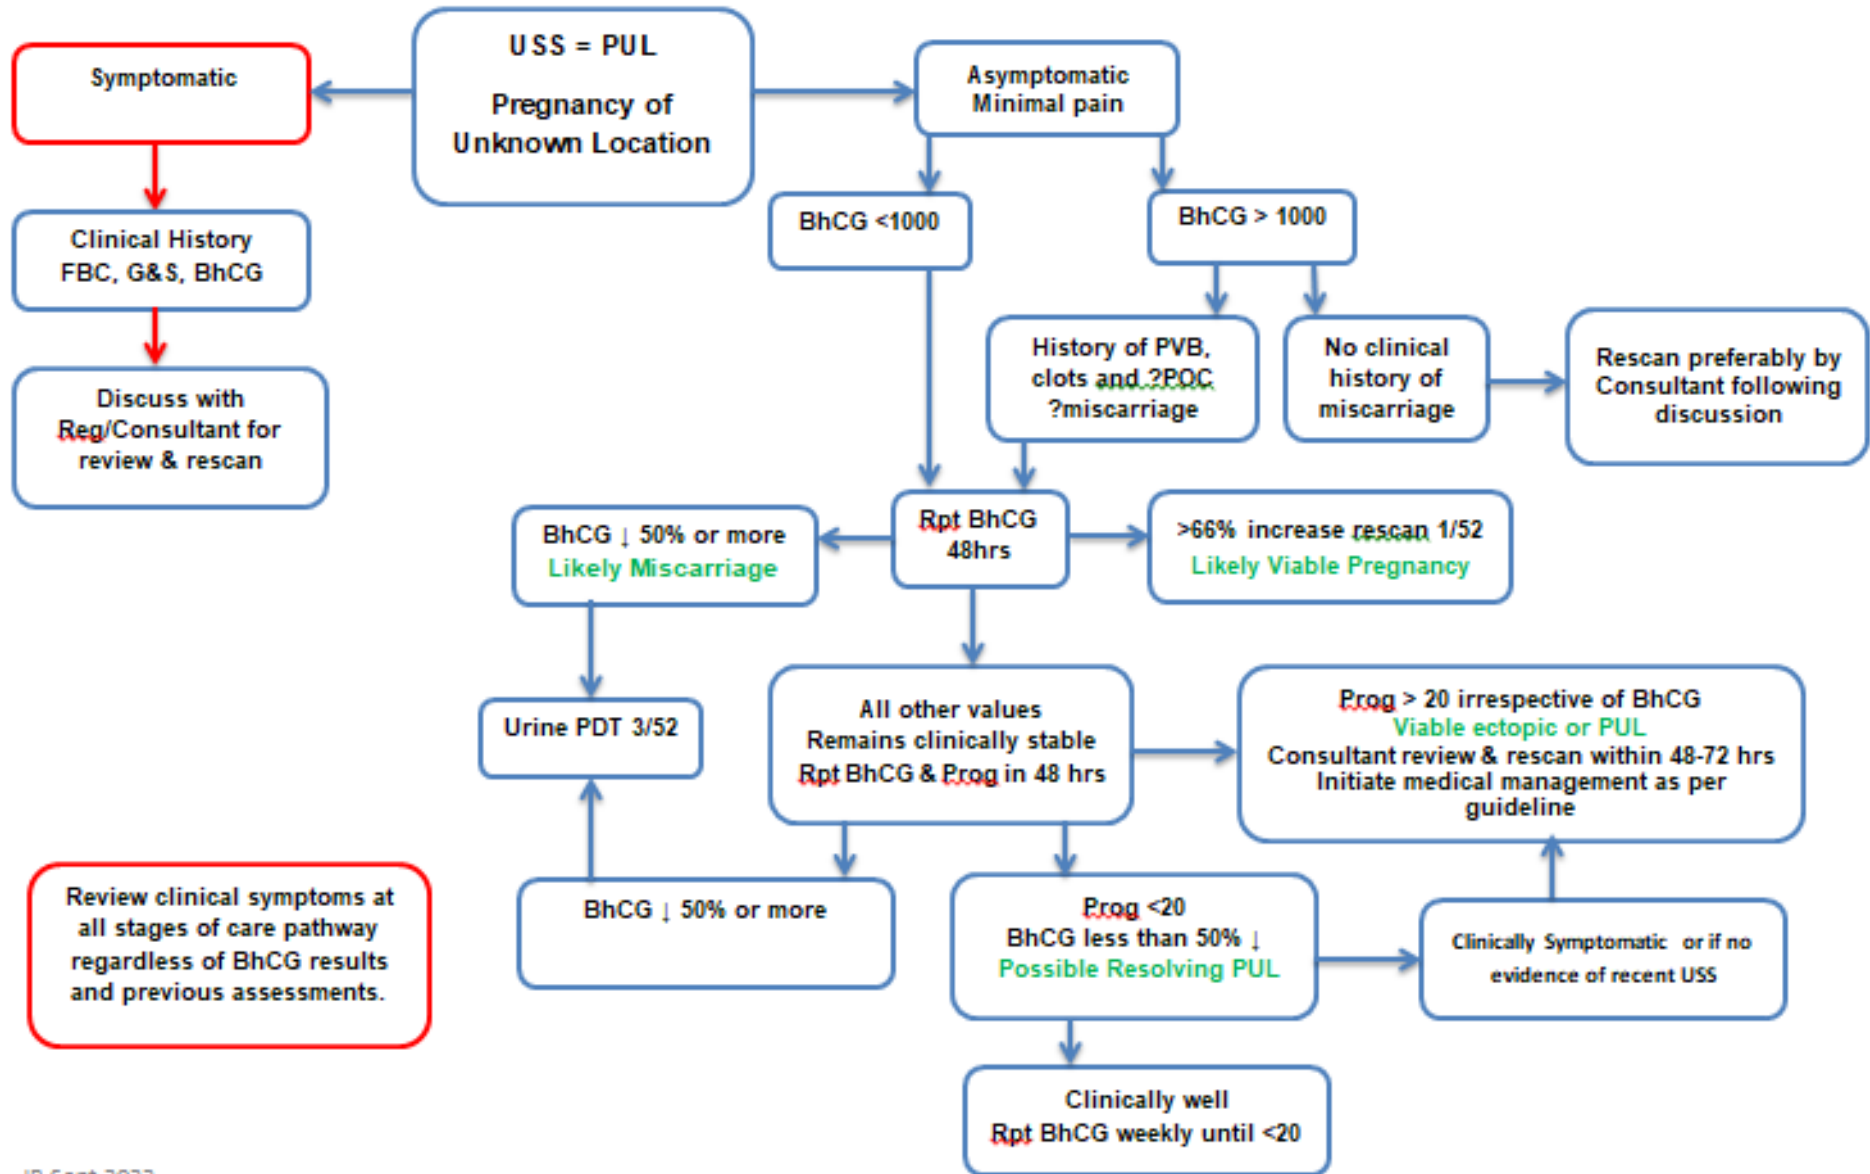 USS = PUL
Pregnancy of
Unknown Location
Symptomatic
Clinical History
FBC, G&S, BhCG
Discuss with
Reg/Consultant for
review & rescan
Asymptomatic
Minimal pain
BhCG <1000
BhCG > 1000
History of PVB,
clots and ?POC
?miscarriage
No clinical
history of
miscarriage
Rescan preferably by
Consultant following
discussion
Rpt BhCG
48hrs
BhCG ↓ 50% or more
Likely Miscarriage
>66% increase rescan 1/52
Likely Viable Pregnancy
Urine PDT 3/52
All other values
Remains clinically stable
Rpt BhCG & Prog in 48 hrs
Prog > 20 irrespective of BhCG
Viable ectopic or PUL
Consultant review & rescan within 48-72 hrs
Initiate medical management as per
guideline
BhCG ↓ 50% or more
Prog <20
BhCG less than 50% ↓
Possible Resolving PUL
Clinically Symptomatic or if no
evidence of recent USS
Clinically well
Rpt BhCG weekly until <20
Review clinical symptoms at
all stages of care pathway
regardless of BhCG results
and previous assessments.